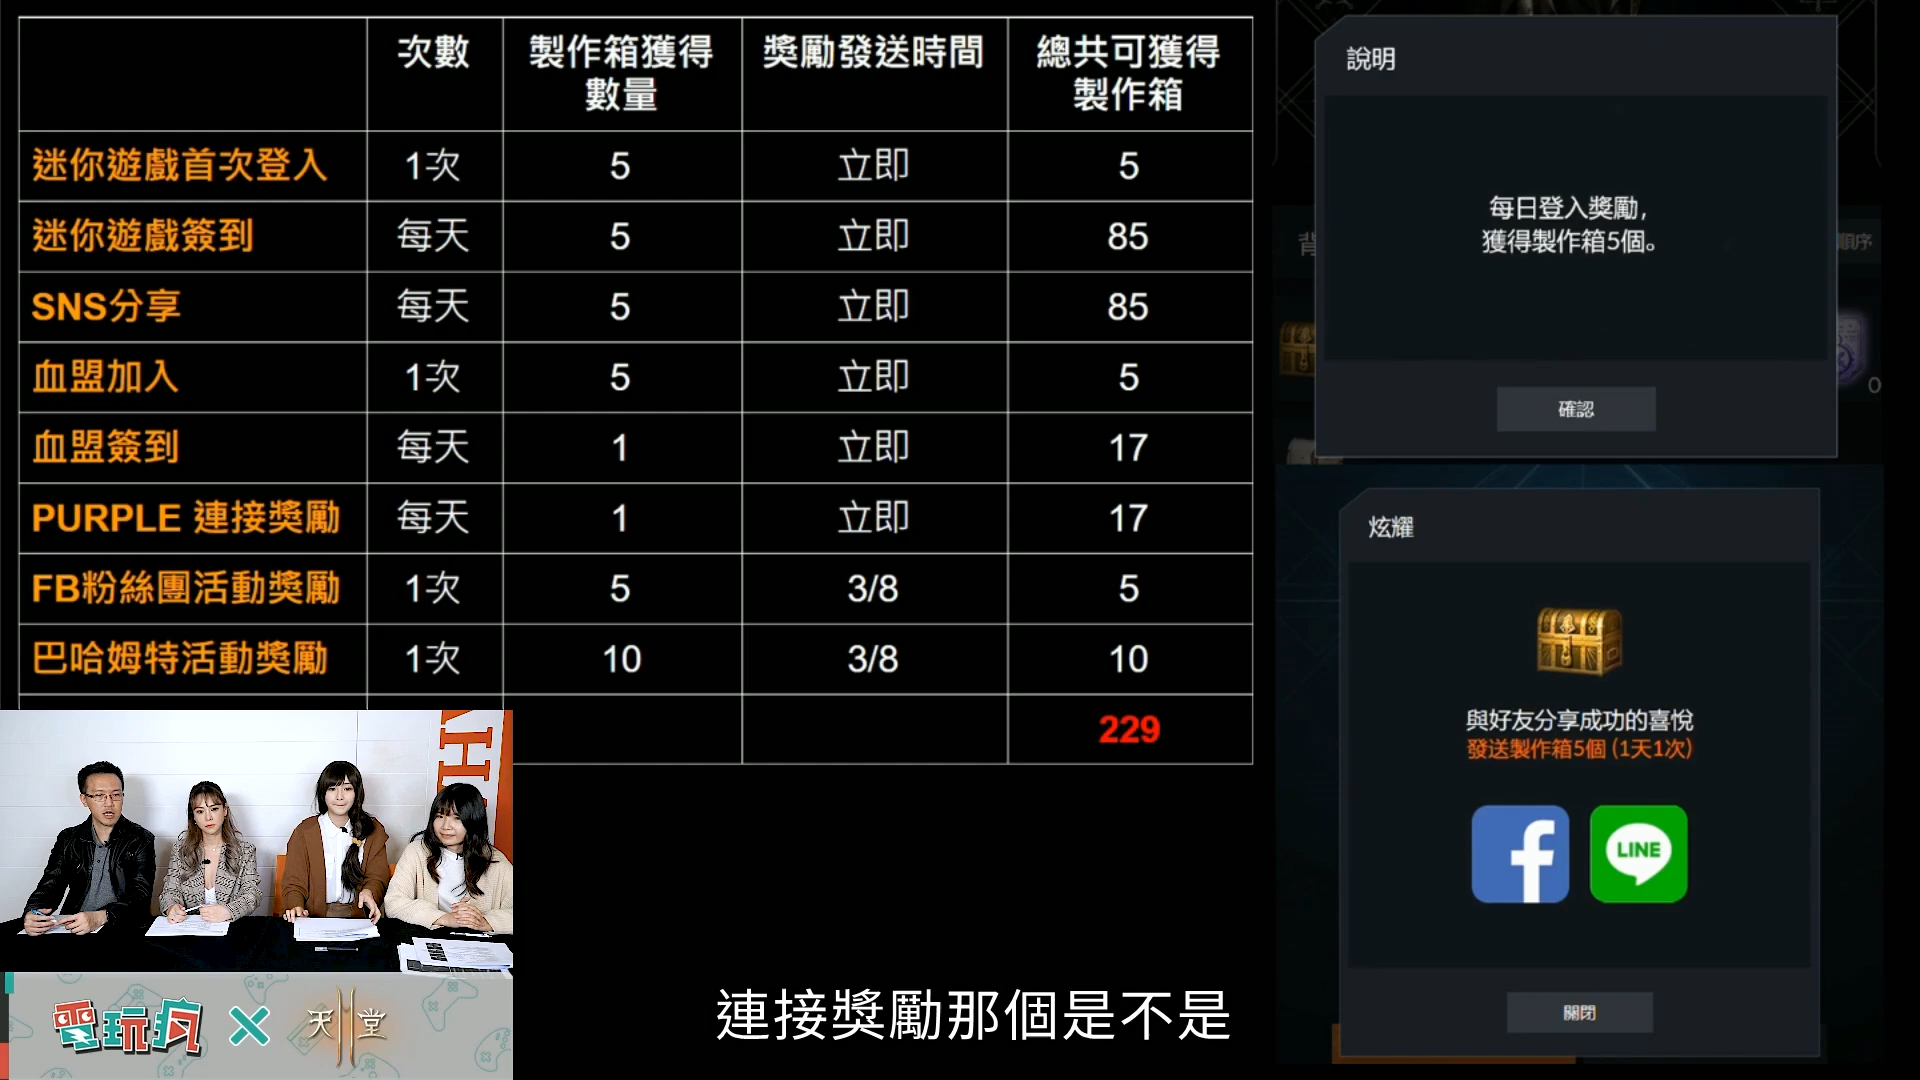 次數 製作箱獲得數量 獎勵發送時間 總共可獲得製作箱
迷你遊戲首次登入 1次 5 立即 5
迷你遊戲簽到 每天 5 立即 85
SNS分享 每天 5 立即 85
血盟加入 1次 5 立即 5
血盟簽到 每天 1 立即 17
PURPLE 連接獎勵 每天 1 立即 17
FB粉絲團活動獎勵 1次 5 3/8 5
巴哈姆特活動獎勵 1次 10 3/8 10
229
說明
每日登入獎勵,
獲得製作箱5個。
確認
背
順序
0
炫耀
與好友分享成功的喜悅
發送製作箱5個 (1天1次)
f
LINE
關閉
電玩瘋 X 天堂
連接獎勵那個是不是